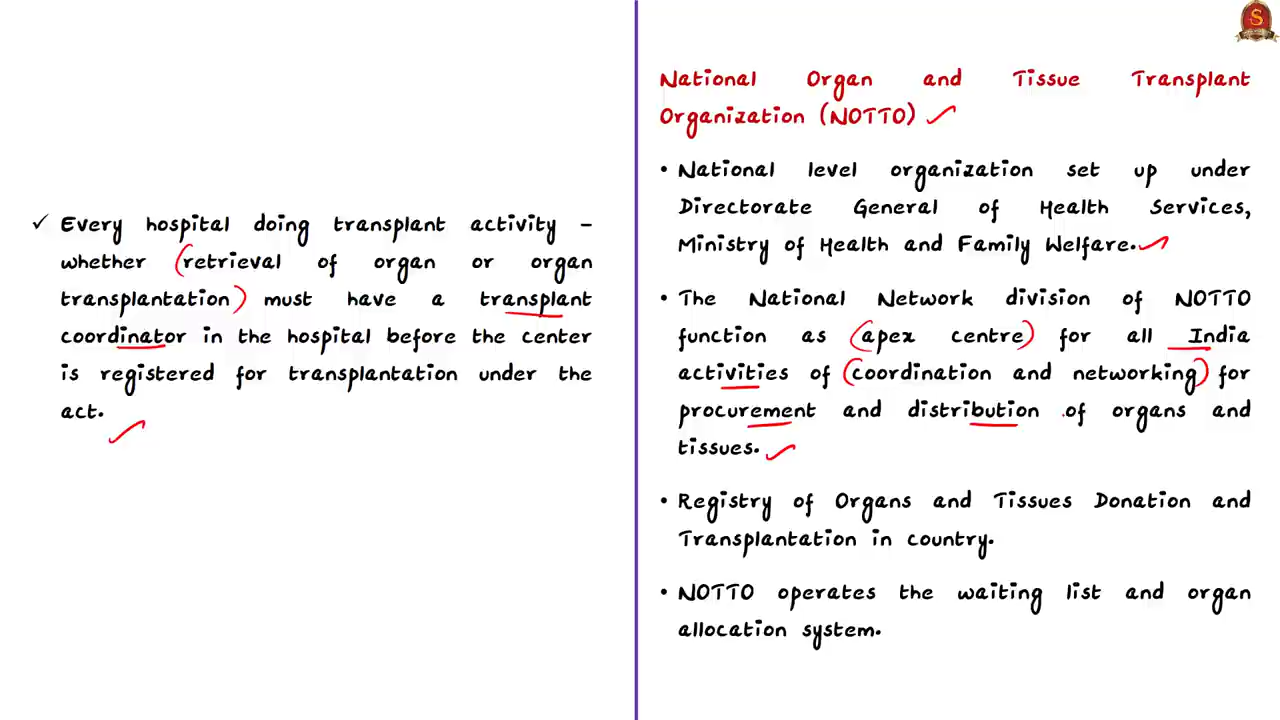 ✓ Every hospital doing transplant activity –
whether (retrieval of organ or organ
transplantation) must have a transplant
coordinator in the hospital before the center
is registered for transplantation under the
act.
National Organ and Tissue Transplant
Organization (NOTTO)
• National level organization set up under
Directorate General of Health Services,
Ministry of Health and Family Welfare.
• The National Network division of NOTTO
function as (apex centre) for all India
activities of (coordination and networking) for
procurement and distribution of organs and
tissues.
• Registry of Organs and Tissues Donation and
Transplantation in country.
• NOTTO operates the waiting list and organ
allocation system.
S